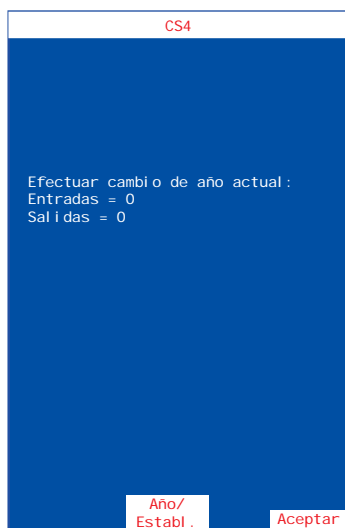 CS4
Efectuar cambio de año actual:
Entradas = 0
Salidas = 0
Año/
Establ.
Aceptar